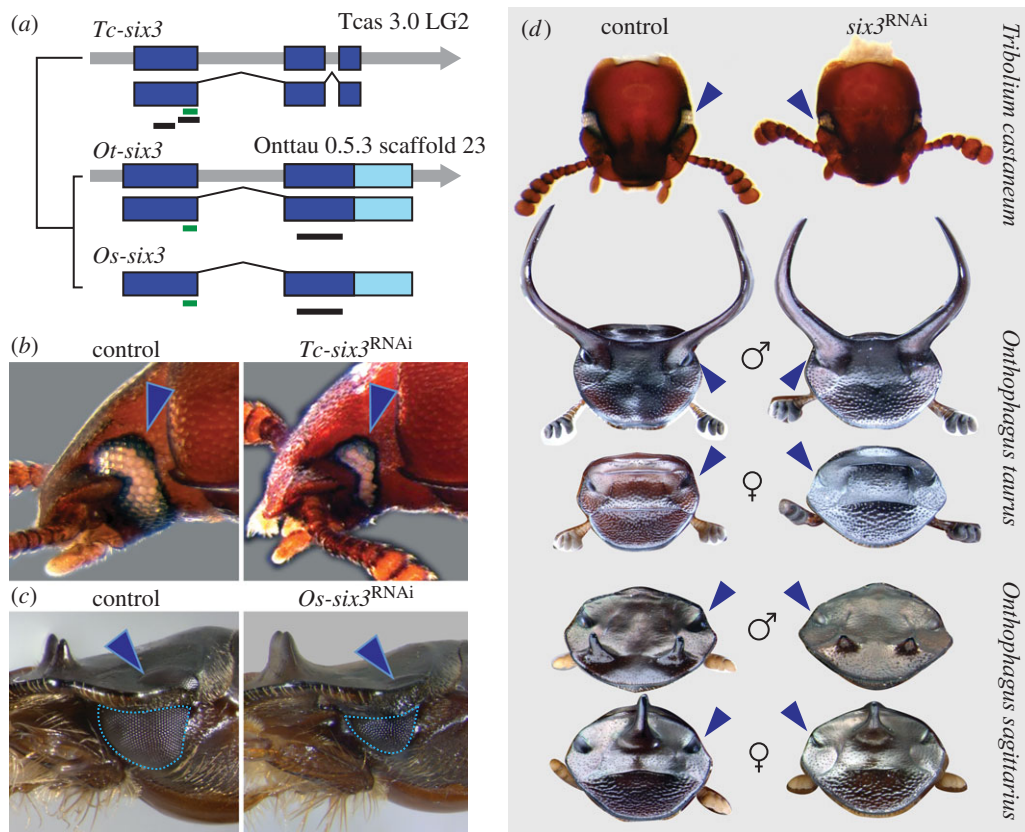 (a)
Tcas 3.0 LG2
Tc-six3
Onttau 0.5.3 scaffold 23
Ot-six3
Os-six3
(b)
control
Tc-six3RNAi
(c)
control
Os-six3RNAi
(d)
control
six3RNAi
Tribolium castaneum
♂
Onthophagus taurus
♀
♂
Onthophagus sagittarius
♀